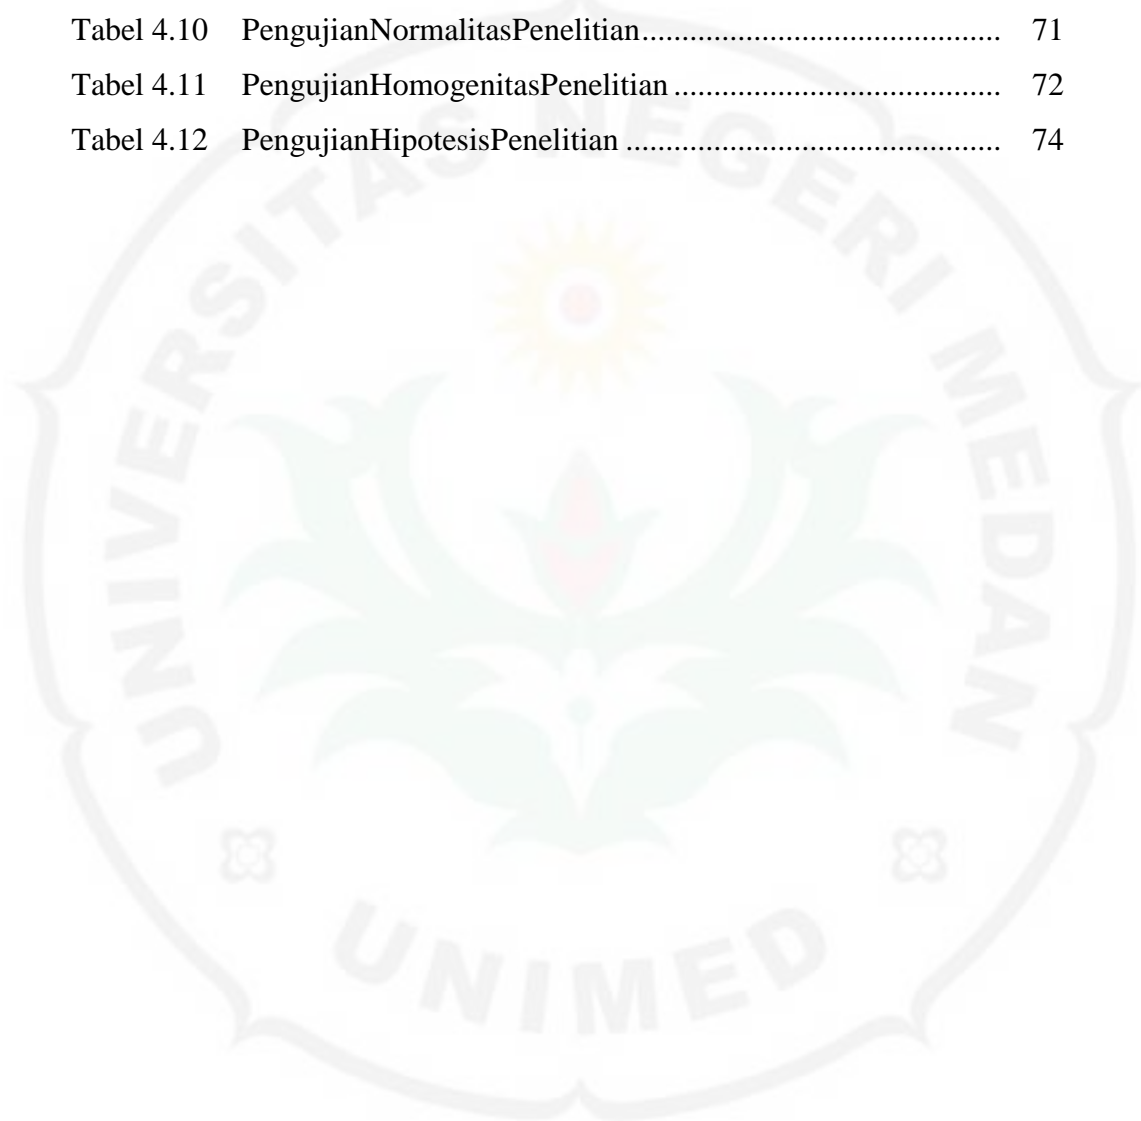 Tabel 4.10 PengujianNormalitasPenelitian............................................. 71
Tabel 4.11 PengujianHomogenitasPenelitian ......................................... 72
Tabel 4.12 PengujianHipotesisPenelitian ............................................... 74
UNIVERSITAS NEGERI MEDAN
UNIMED